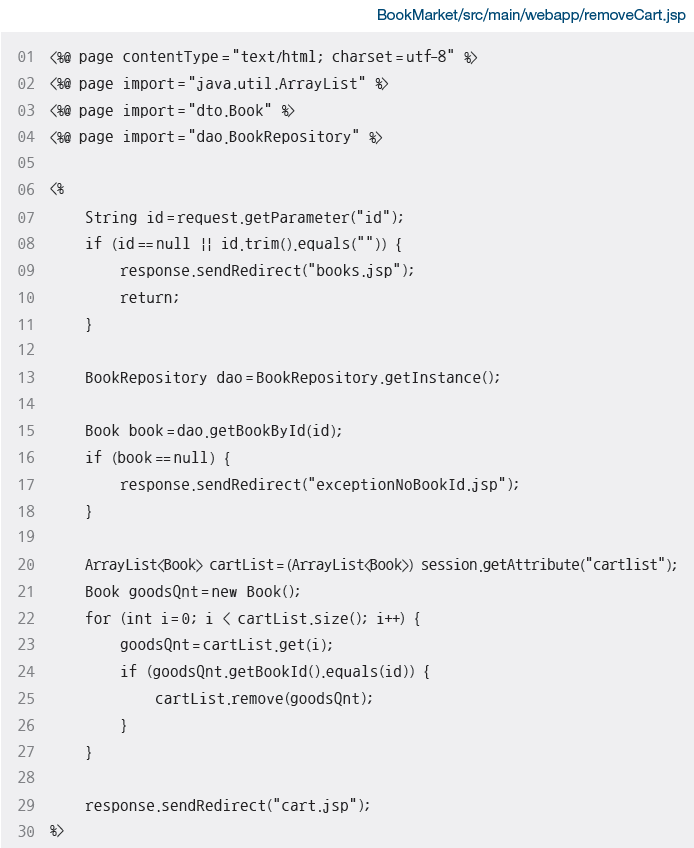 BookMarket/src/main/webapp/removeCart.jsp
01 <%@ page contentType="text/html; charset=utf-8" %>
02 <%@ page import="java.util.ArrayList" %>
03 <%@ page import="dto.Book" %>
04 <%@ page import="dao.BookRepository" %>
05
06 <%
07 String id=request.getParameter("id");
08 if (id==null || id.trim().equals("")) {
09 response.sendRedirect("books.jsp");
10 return;
11 }
12
13 BookRepository dao=BookRepository.getInstance();
14
15 Book book=dao.getBookById(id);
16 if (book==null) {
17 response.sendRedirect("exceptionNoBookId.jsp");
18 }
19
20 ArrayList<Book> cartList=(ArrayList<Book>) session.getAttribute("cartlist");
21 Book goodsQnt=new Book();
22 for (int i=0; i < cartList.size(); i++) {
23 goodsQnt=cartList.get(i);
24 if (goodsQnt.getBookId().equals(id)) {
25 cartList.remove(goodsQnt);
26 }
27 }
28
29 response.sendRedirect("cart.jsp");
30 %>